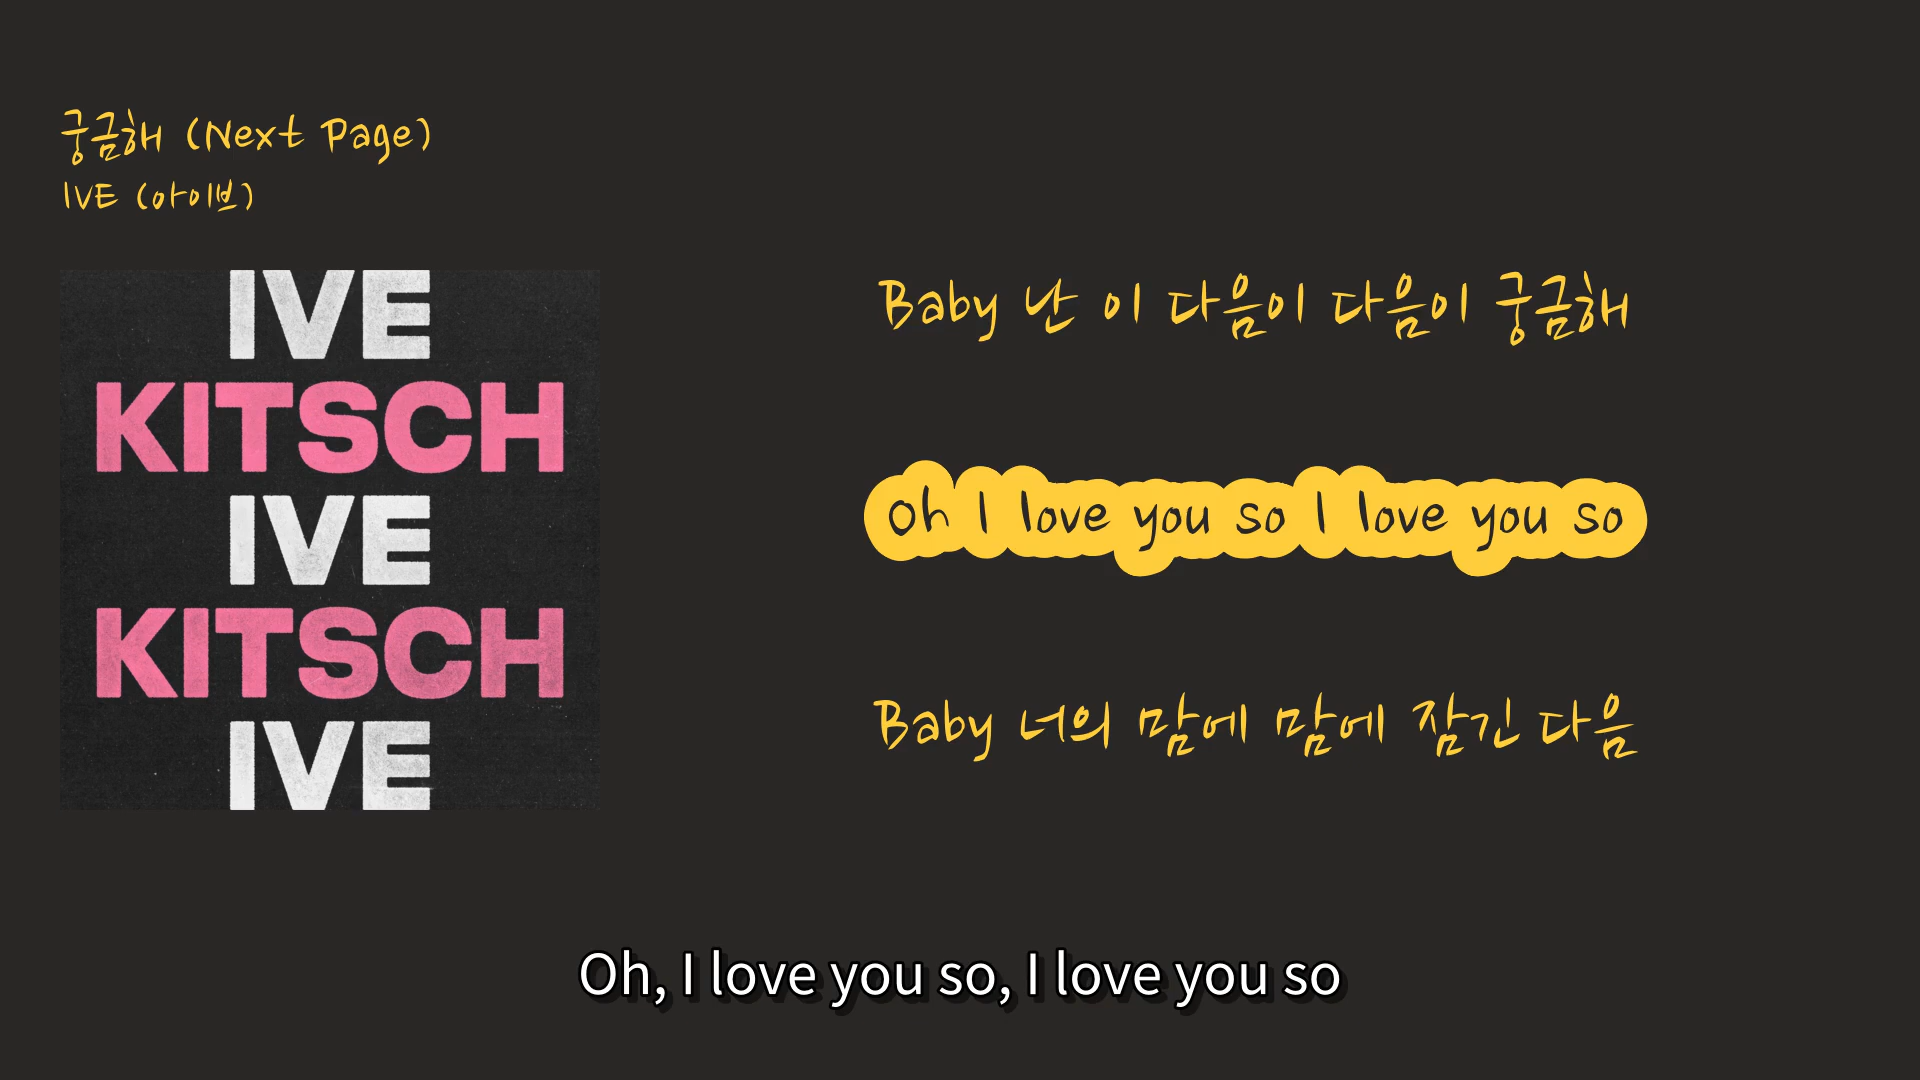 궁금해 (Next Page)
IVE (아이브)
IVE
KITSCH
IVE
KITSCH
IVE
Baby 난 이 다음이 다음이 궁금해
Oh I love you so I love you so
Baby 너의 맘에 맘에 잠긴 다음
Oh, I love you so, I love you so